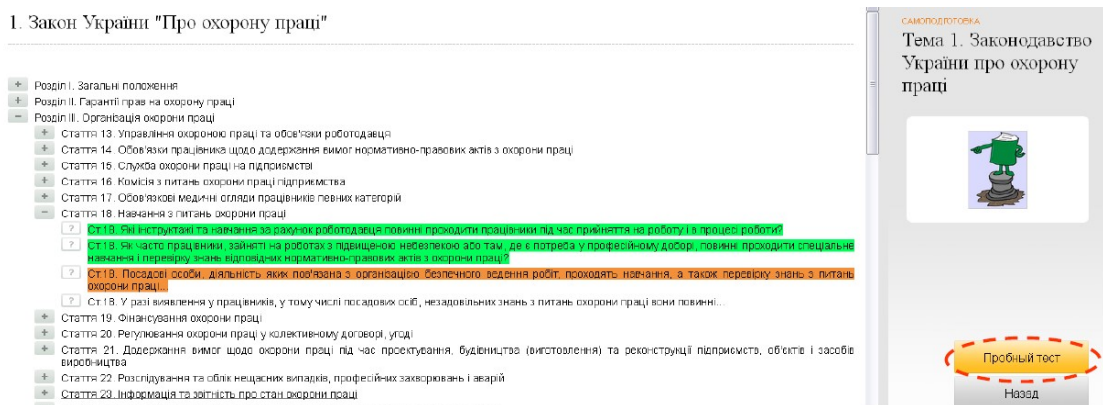 1. Закон України "Про охорону праці"
+ Розділ I. Загальні положення
+ Розділ II. Гарантії прав на охорону праці
− Розділ III. Організація охорони праці
+ Стаття 13. Управління охороною праці та обов'язки роботодавця
+ Стаття 14. Обов'язки працівника щодо додержання вимог нормативно-правових актів з охорони праці
+ Стаття 15. Служба охорони праці на підприємстві
+ Стаття 16. Комісія з питань охорони праці підприємства
+ Стаття 17. Обов'язкові медичні огляди працівників певних категорій
− Стаття 18. Навчання з питань охорони праці
? Ст.18. Які інструктажі та навчання за рахунок роботодавця повинні проходити працівники під час прийняття на роботу і в процесі роботи?
? Ст.18. Як часто працівники, зайняті на роботах з підвищеною небезпекою або там, де є потреба у професійному доборі, повинні проходити спеціальне
навчання і перевірку знань відповідних нормативно-правових актів з охорони праці?
? Ст.18. Посадові особи, діяльність яких пов'язана з організацією безпечного ведення робіт, проходять навчання, а також перевірку знань з питань
охорони праці...
? Ст.18. У разі виявлення у працівників, у тому числі посадових осіб, незадовільних знань з питань охорони праці вони повинні...
+ Стаття 19. Фінансування охорони праці
+ Стаття 20. Регулювання охорони праці у колективному договорі, угоді
+ Стаття 21. Додержання вимог щодо охорони праці під час проектування, будівництва (виготовлення) та реконструкції підприємств, об'єктів і засобів
виробництва
+ Стаття 22. Розслідування та облік нещасних випадків, професійних захворювань і аварій
+ Стаття 23. Інформація та звітність про стан охорони праці
САМОПОДГОТОВКА
Тема 1. Законодавство
України про охорону
праці
Пробный тест
Назад